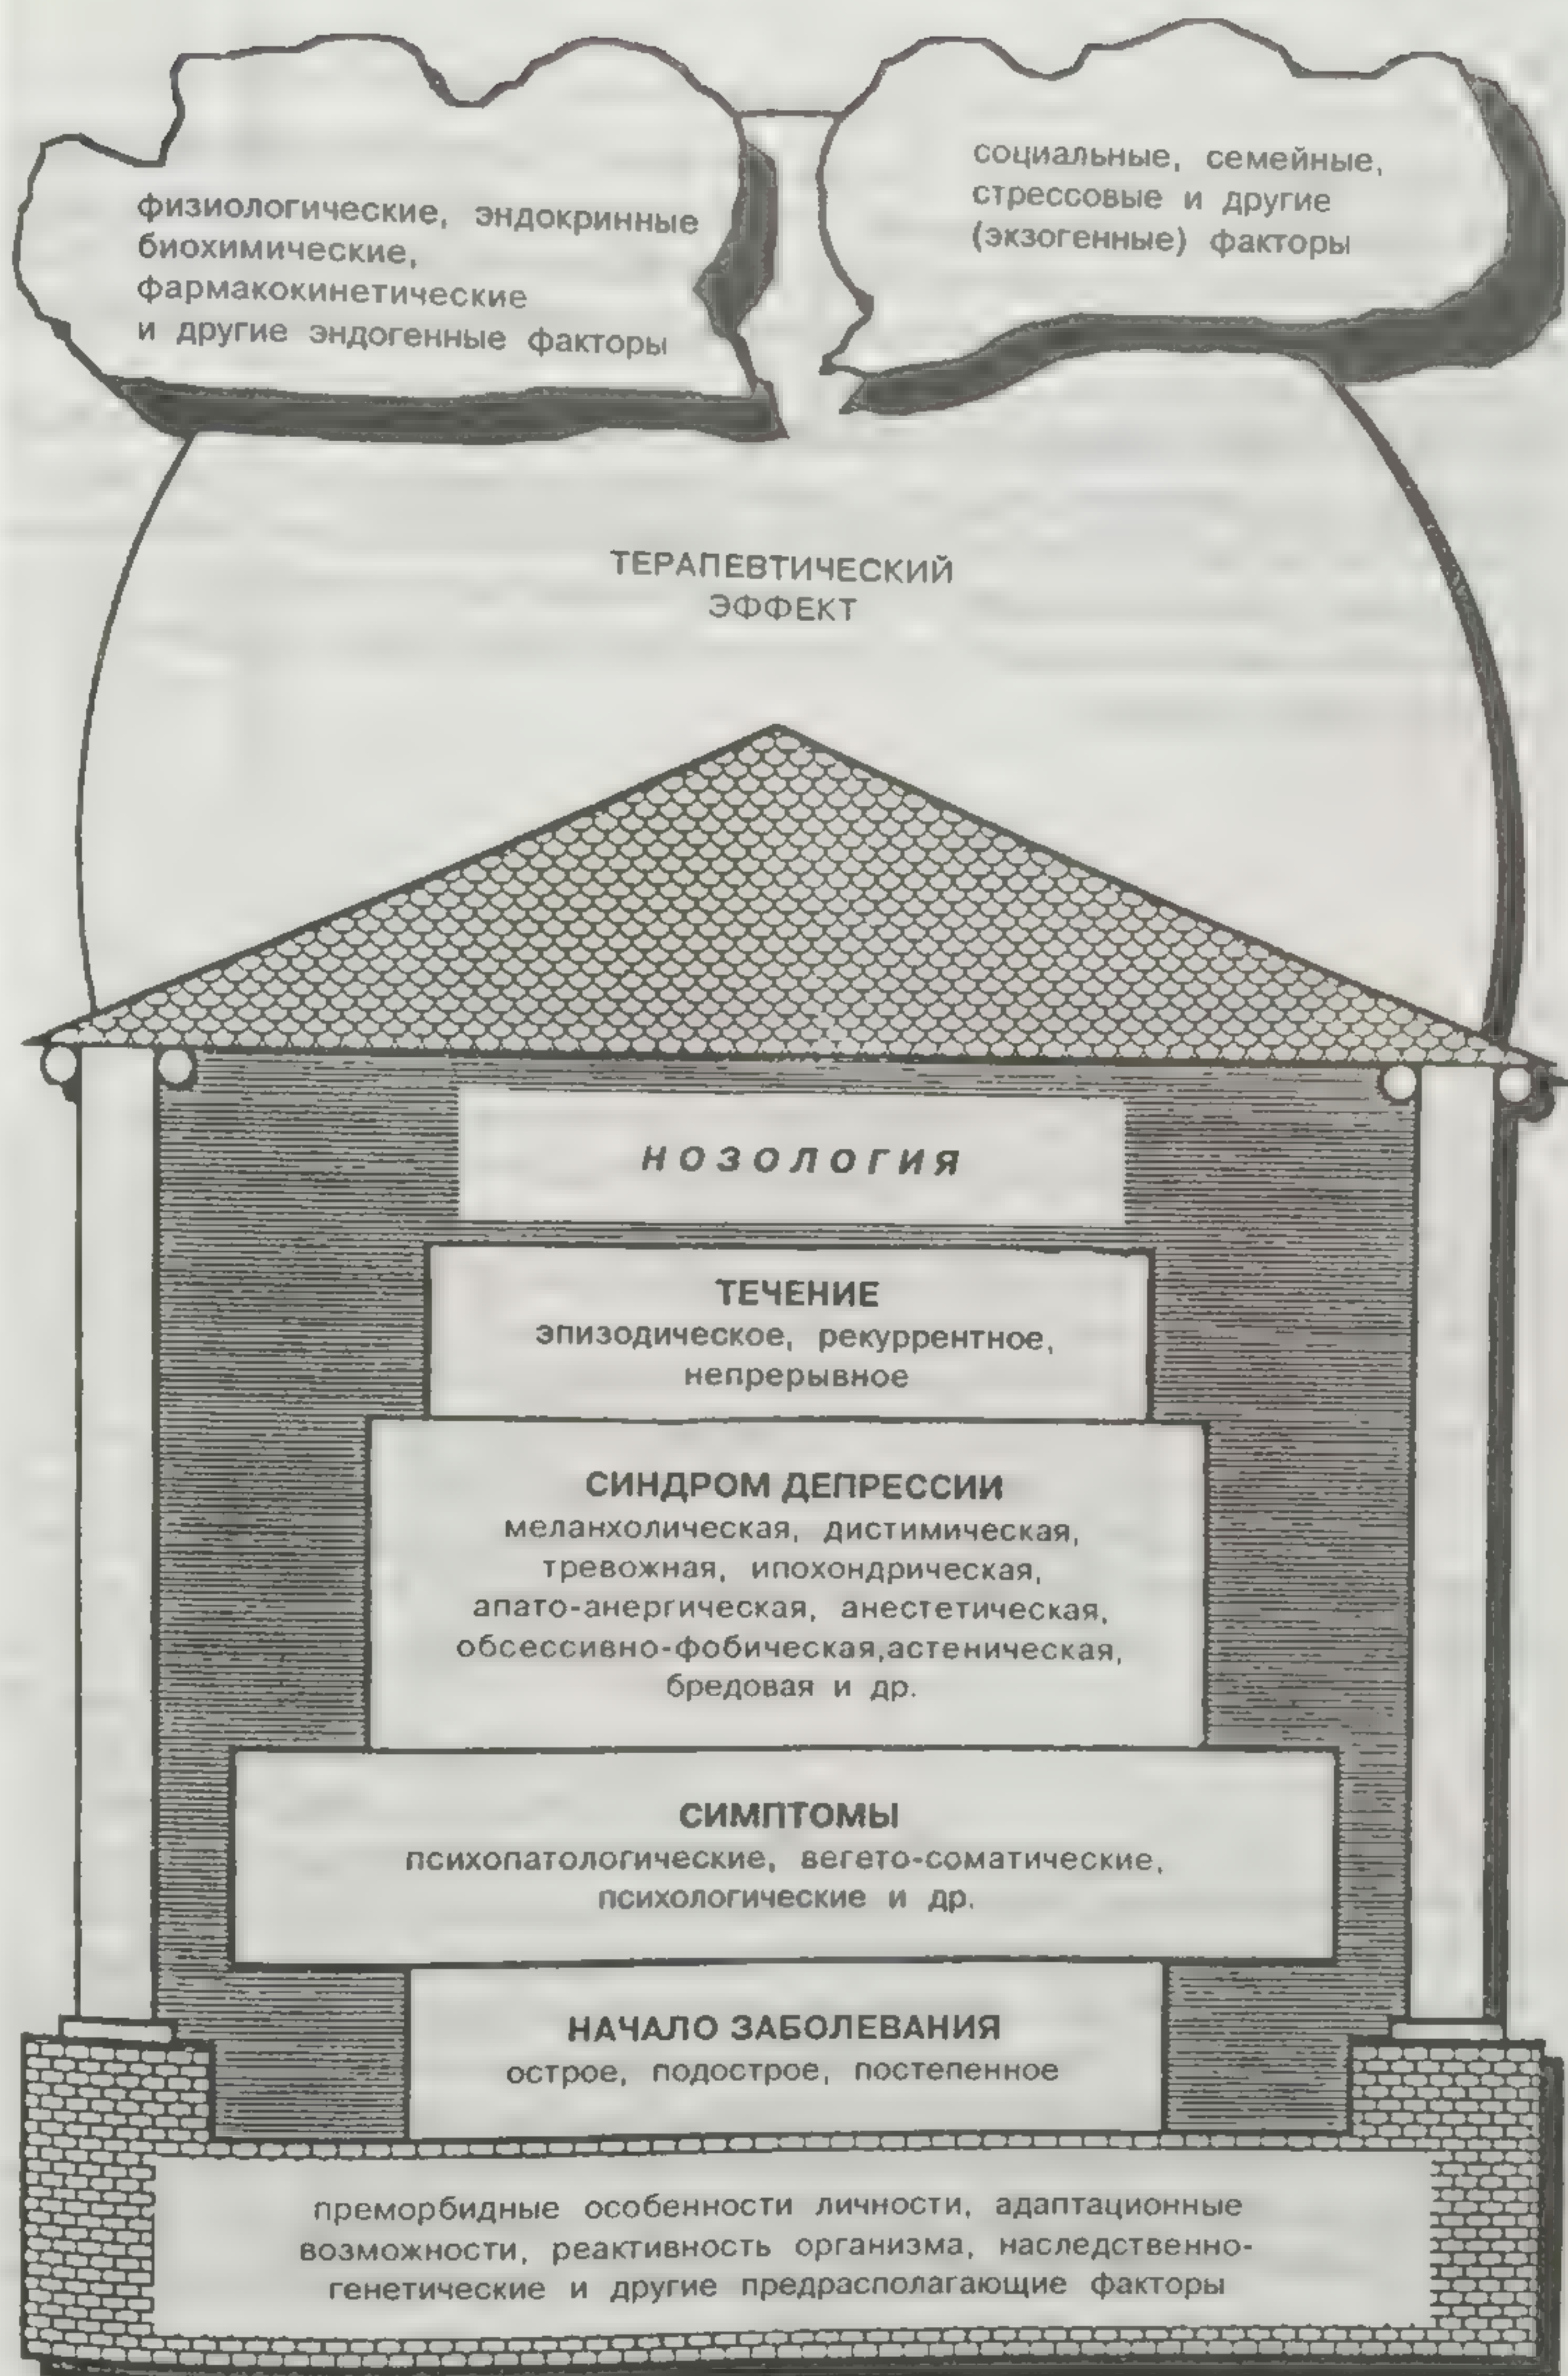 физиологические, эндокринные
биохимические,
фармакокинетические
и другие эндогенные факторы
социальные, семейные,
стрессовые и другие
(экзогенные) факторы
ТЕРАПЕВТИЧЕСКИЙ
ЭФФЕКТ
НОЗОЛОГИЯ
ТЕЧЕНИЕ
эпизодическое, рекуррентное,
непрерывное
СИНДРОМ ДЕПРЕССИИ
меланхолическая, дистимическая,
тревожная, ипохондрическая,
апато-анергическая, анестетическая,
обсессивно-фобическая,астеническая,
бредовая и др.
СИМПТОМЫ
психопатологические, вегето-соматические,
психологические и др.
НАЧАЛО ЗАБОЛЕВАНИЯ
острое, подострое, постепенное
преморбидные особенности личности, адаптационные
возможности, реактивность организма, наследственно-
генетические и другие предрасполагающие факторы